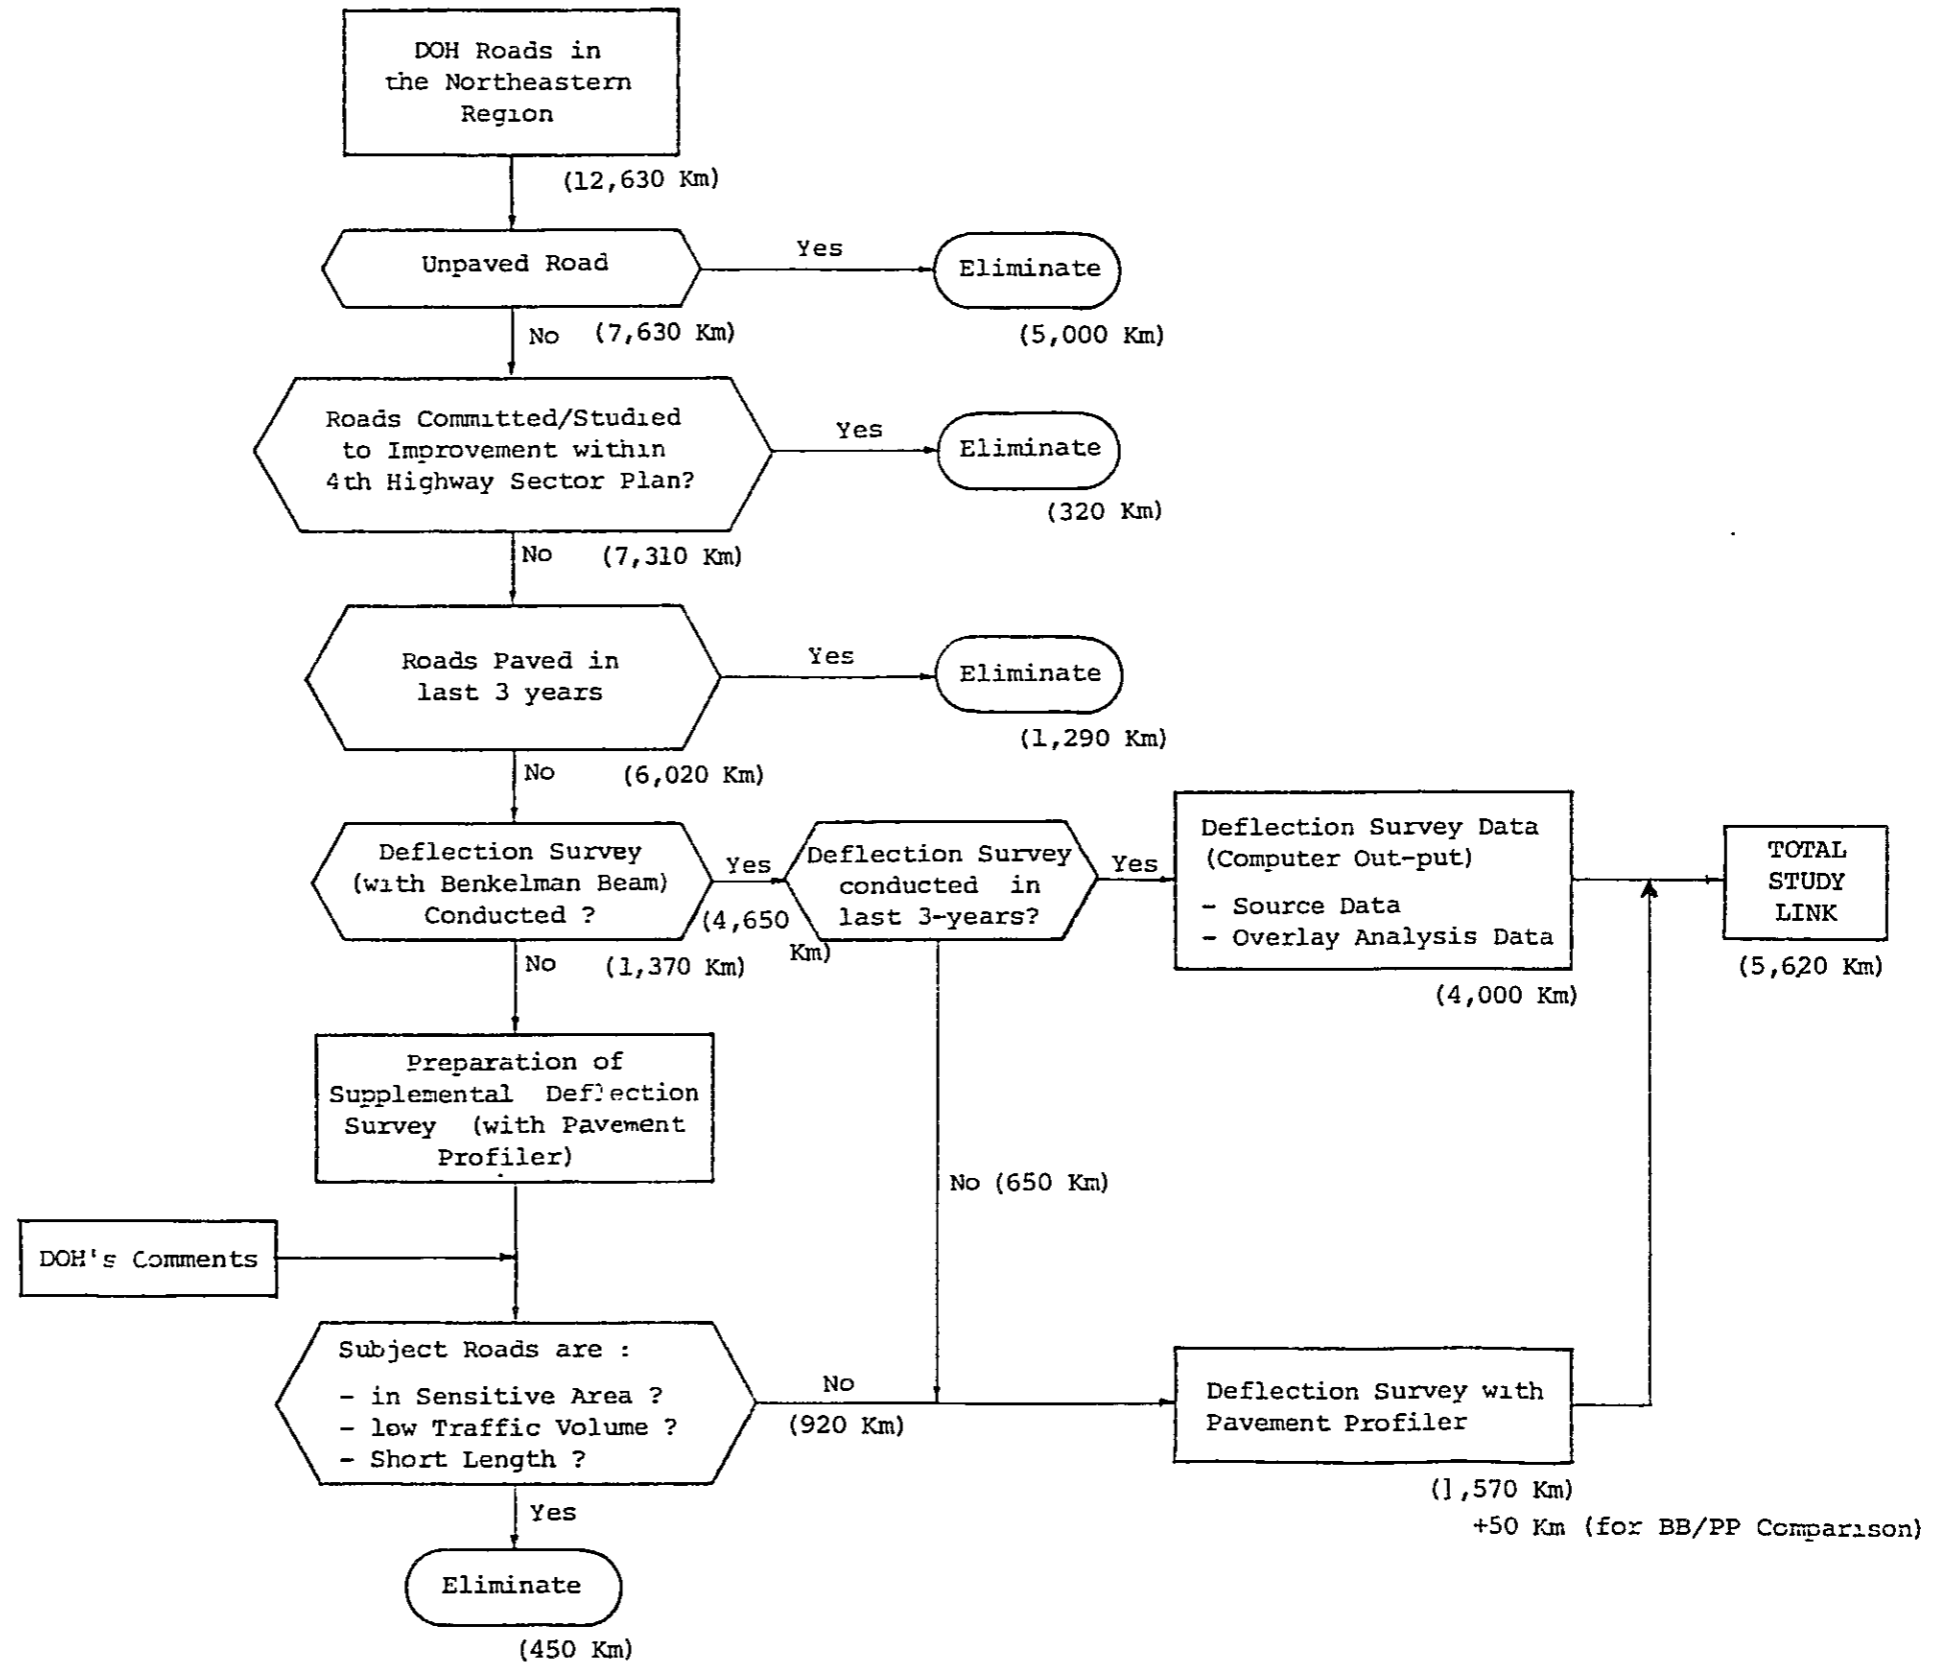 DOH Roads in
the Northeastern
Region
(12,630 Km)
Unpaved Road
Yes
Eliminate
(5,000 Km)
No (7,630 Km)
Roads Committed/Studied
to Improvement within
4th Highway Sector Plan?
Yes
Eliminate
(320 Km)
No (7,310 Km)
Roads Paved in
last 3 years
Yes
Eliminate
(1,290 Km)
No (6,020 Km)
Deflection Survey
(with Benkelman Beam)
Conducted ?
Yes
(4,650
Km)
Deflection Survey
conducted in
last 3-years?
Yes
Deflection Survey Data
(Computer Out-put)
- Source Data
- Overlay Analysis Data
(4,000 Km)
TOTAL
STUDY
LINK
(5,620 Km)
No (1,370 Km)
Preparation of
Supplemental Deflection
Survey (with Pavement
Profiler)
No (650 Km)
DOH's Comments
Subject Roads are :
- in Sensitive Area ?
- low Traffic Volume ?
- Short Length ?
No
(920 Km)
Deflection Survey with
Pavement Profiler
(1,570 Km)
+50 Km (for BB/PP Comparison)
Yes
Eliminate
(450 Km)